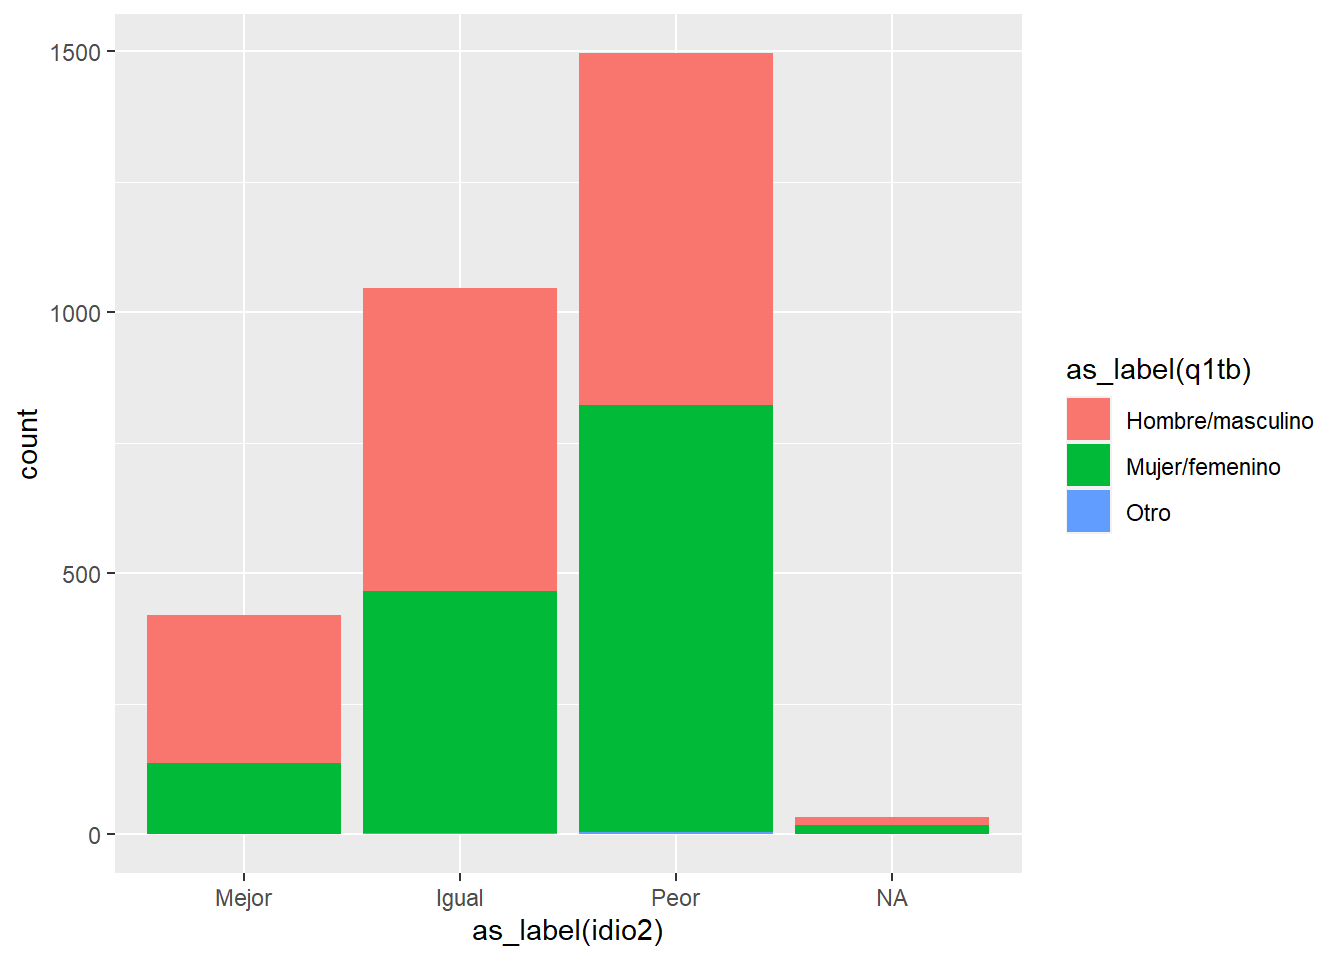 1500
1000
500
0
count
Mejor
Igual
Peor
NA
as_label(idio2)
as_label(q1tb)
Hombre/masculino
Mujer/femenino
Otro